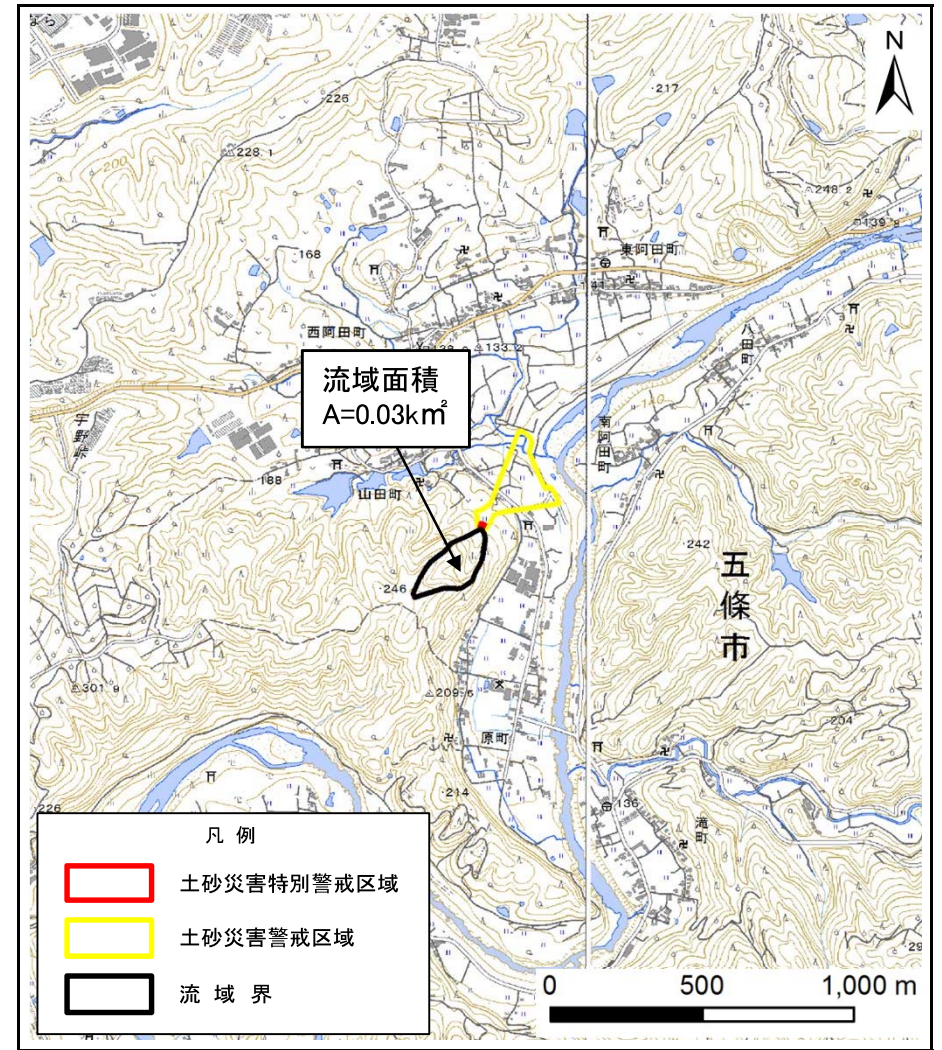 N
・226
・217
228.1
200
248.2
139.8
東阿田町
・168
141
西阿田町
133.2
八田町
140
流域面積
A=0.03k㎡
宇野峠
南阿田町
188
山田町
・242
五條市
・246
301.9
209.6
・204
原町
・214
・226
136
滝町
凡 例
土砂災害特別警戒区域
土砂災害警戒区域
流 域 界
0 500 1,000 m